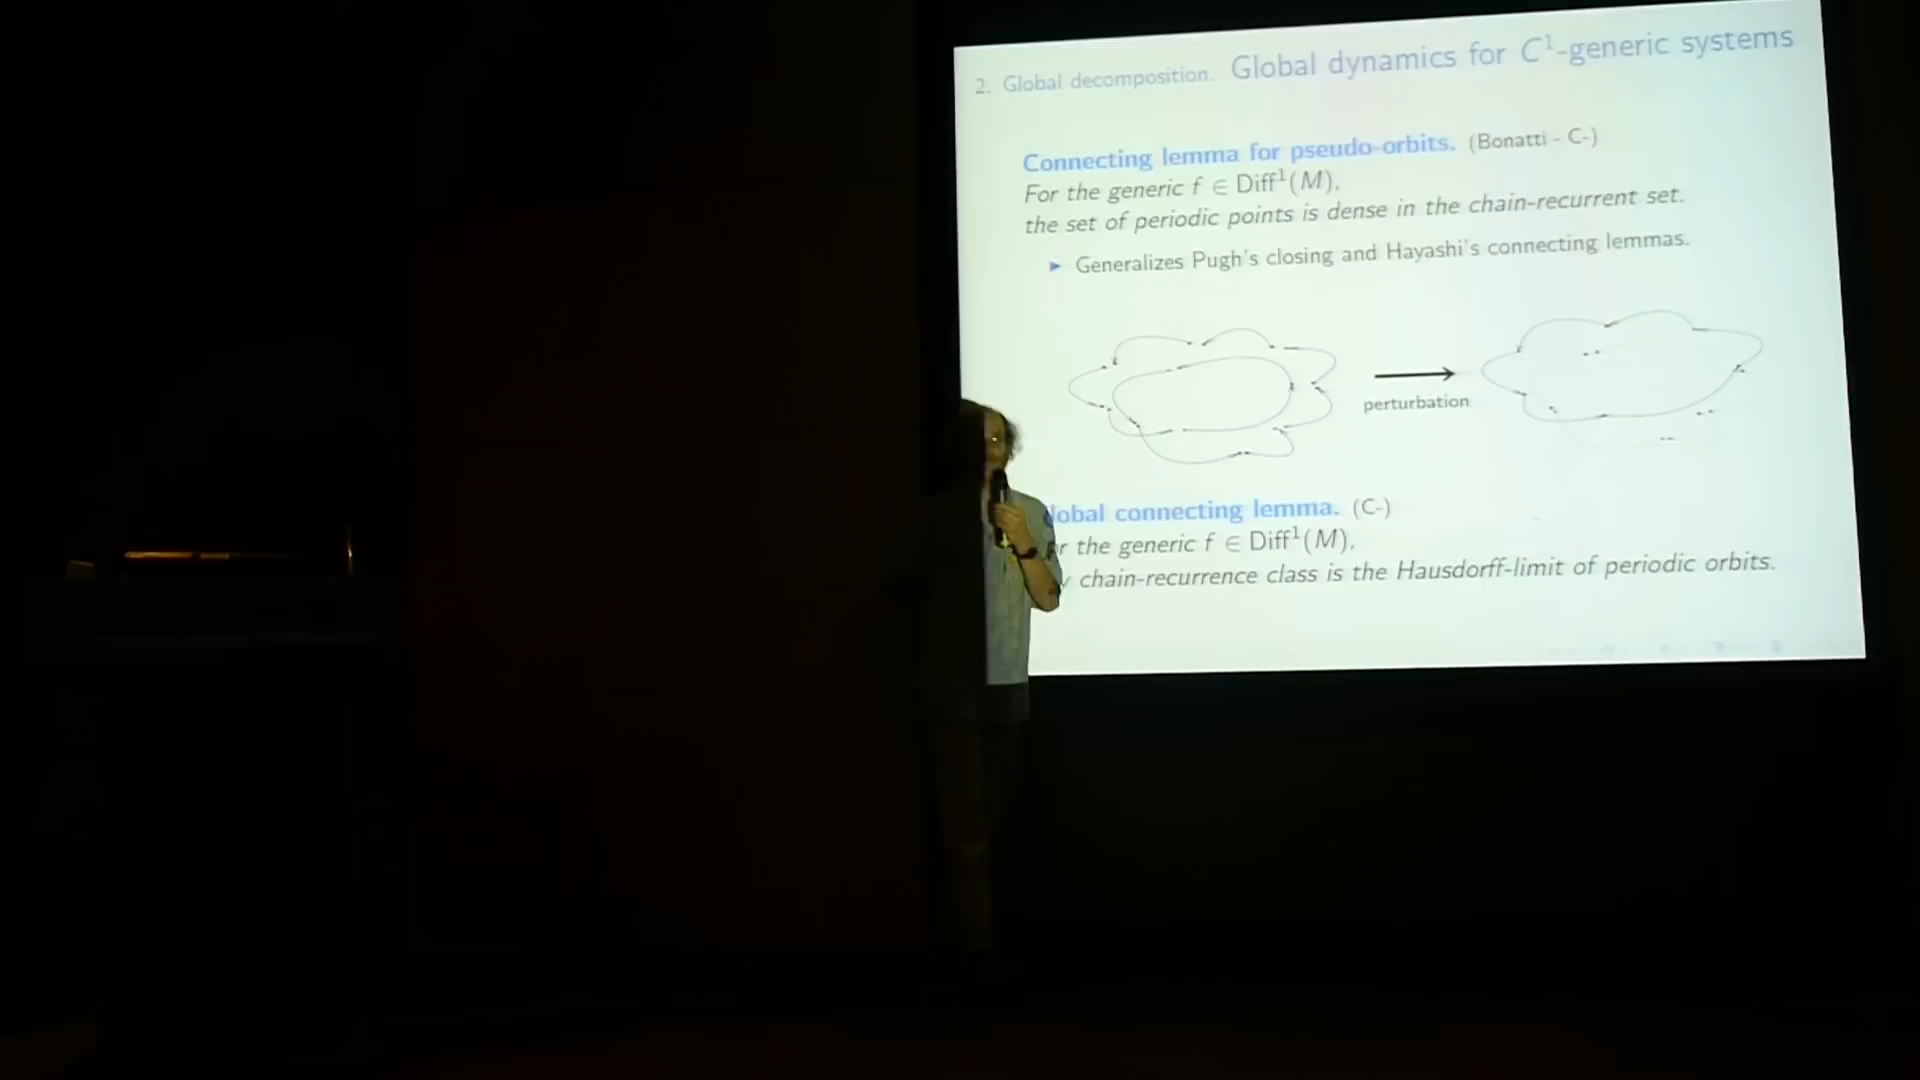 2. Global decomposition. Global dynamics for C¹-generic systems
Connecting lemma for pseudo-orbits. (Bonatti - C-)
For the generic f ∈ Diff¹(M),
the set of periodic points is dense in the chain-recurrent set.
► Generalizes Pugh's closing and Hayashi's connecting lemmas.
perturbation
lobal connecting lemma. (C-)
r the generic f ∈ Diff¹(M),
y chain-recurrence class is the Hausdorff-limit of periodic orbits.